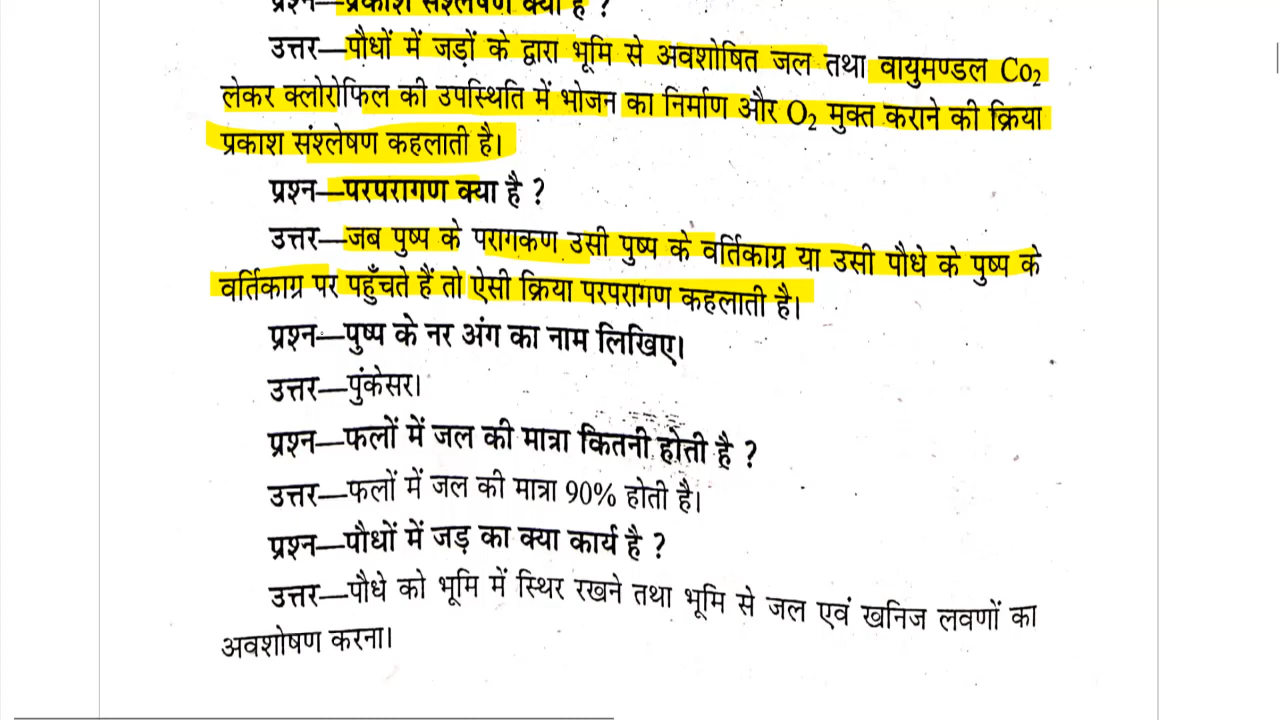 प्रश्न—प्रकाश संश्लेषण क्या है ?
उत्तर—पौधों में जड़ों के द्वारा भूमि से अवशोषित जल तथा वायुमण्डल Co₂
लेकर क्लोरोफिल की उपस्थिति में भोजन का निर्माण और O₂ मुक्त कराने की क्रिया
प्रकाश संश्लेषण कहलाती है।
प्रश्न—परपरागण क्या है ?
उत्तर—जब पुष्प के परागकण उसी पुष्प के वर्तिकाग्र या उसी पौधे के पुष्प के
वर्तिकाग्र पर पहुँचते हैं तो ऐसी क्रिया परपरागण कहलाती है।
प्रश्न—पुष्प के नर अंग का नाम लिखिए।
उत्तर—पुंकेसर।
प्रश्न—फलों में जल की मात्रा कितनी होती है ?
उत्तर—फलों में जल की मात्रा 90% होती है।
प्रश्न—पौधों में जड़ का क्या कार्य है ?
उत्तर—पौधे को भूमि में स्थिर रखने तथा भूमि से जल एवं खनिज लवणों का
अवशोषण करना।